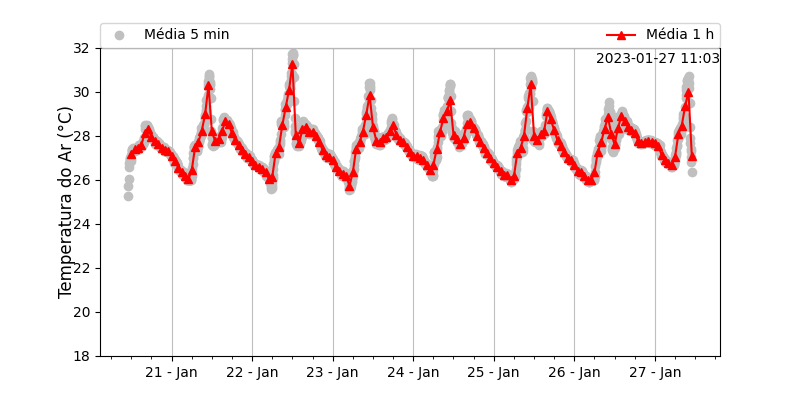 Média 5 min
Média 1 h
2023-01-27 11:03
Temperatura do Ar (°C)
32
30
28
26
24
22
20
18
21 - Jan
22 - Jan
23 - Jan
24 - Jan
25 - Jan
26 - Jan
27 - Jan